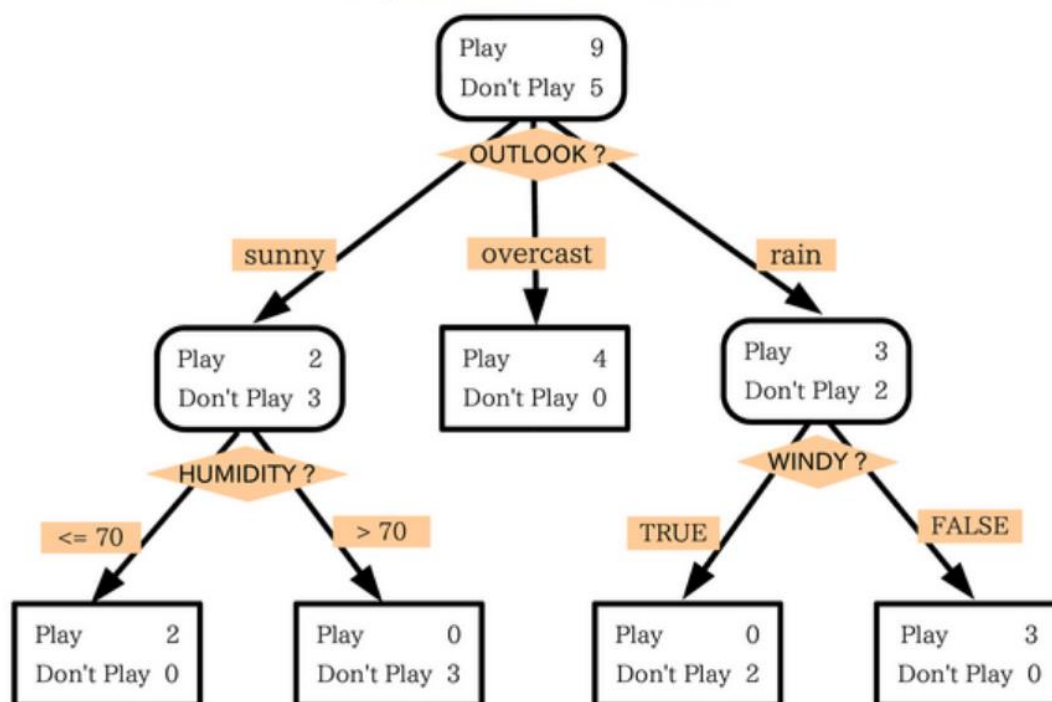 Play 9
Don't Play 5
OUTLOOK ?
sunny
overcast
rain
Play 2
Don't Play 3
Play 4
Don't Play 0
Play 3
Don't Play 2
HUMIDITY ?
WINDY ?
<= 70
> 70
TRUE
FALSE
Play 2
Don't Play 0
Play 0
Don't Play 3
Play 0
Don't Play 2
Play 3
Don't Play 0